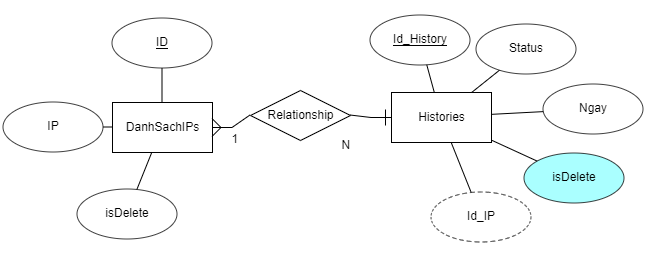 ID
Id_History
Status
IP
DanhSachIPs
1
Relationship
N
Histories
Ngay
isDelete
isDelete
Id_IP